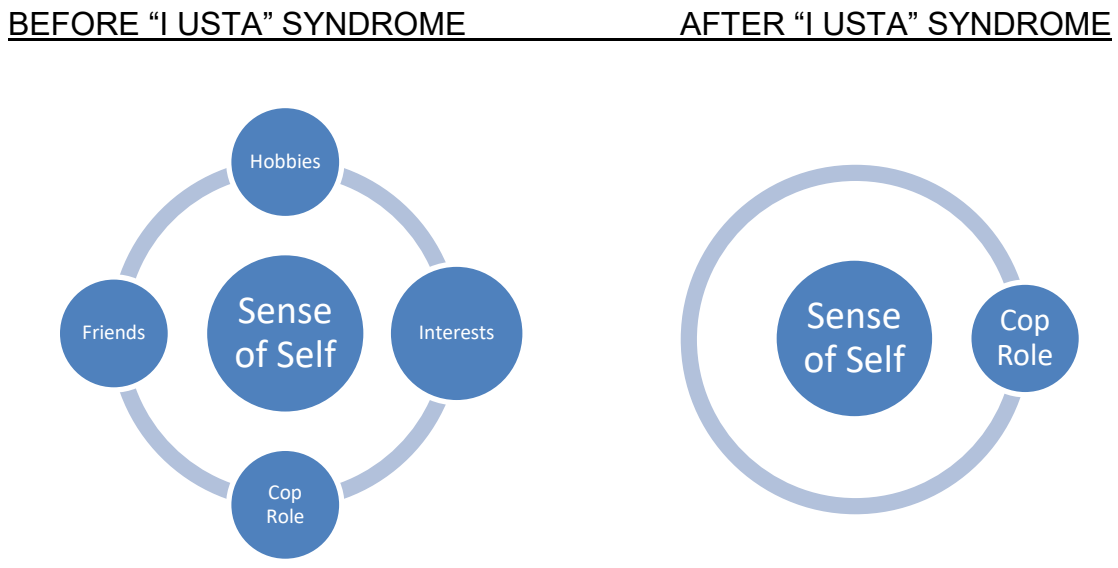 BEFORE “I USTA” SYNDROME AFTER “I USTA” SYNDROME
Hobbies
Friends
Sense
of Self
Interests
Cop
Role
Sense
of Self
Cop
Role